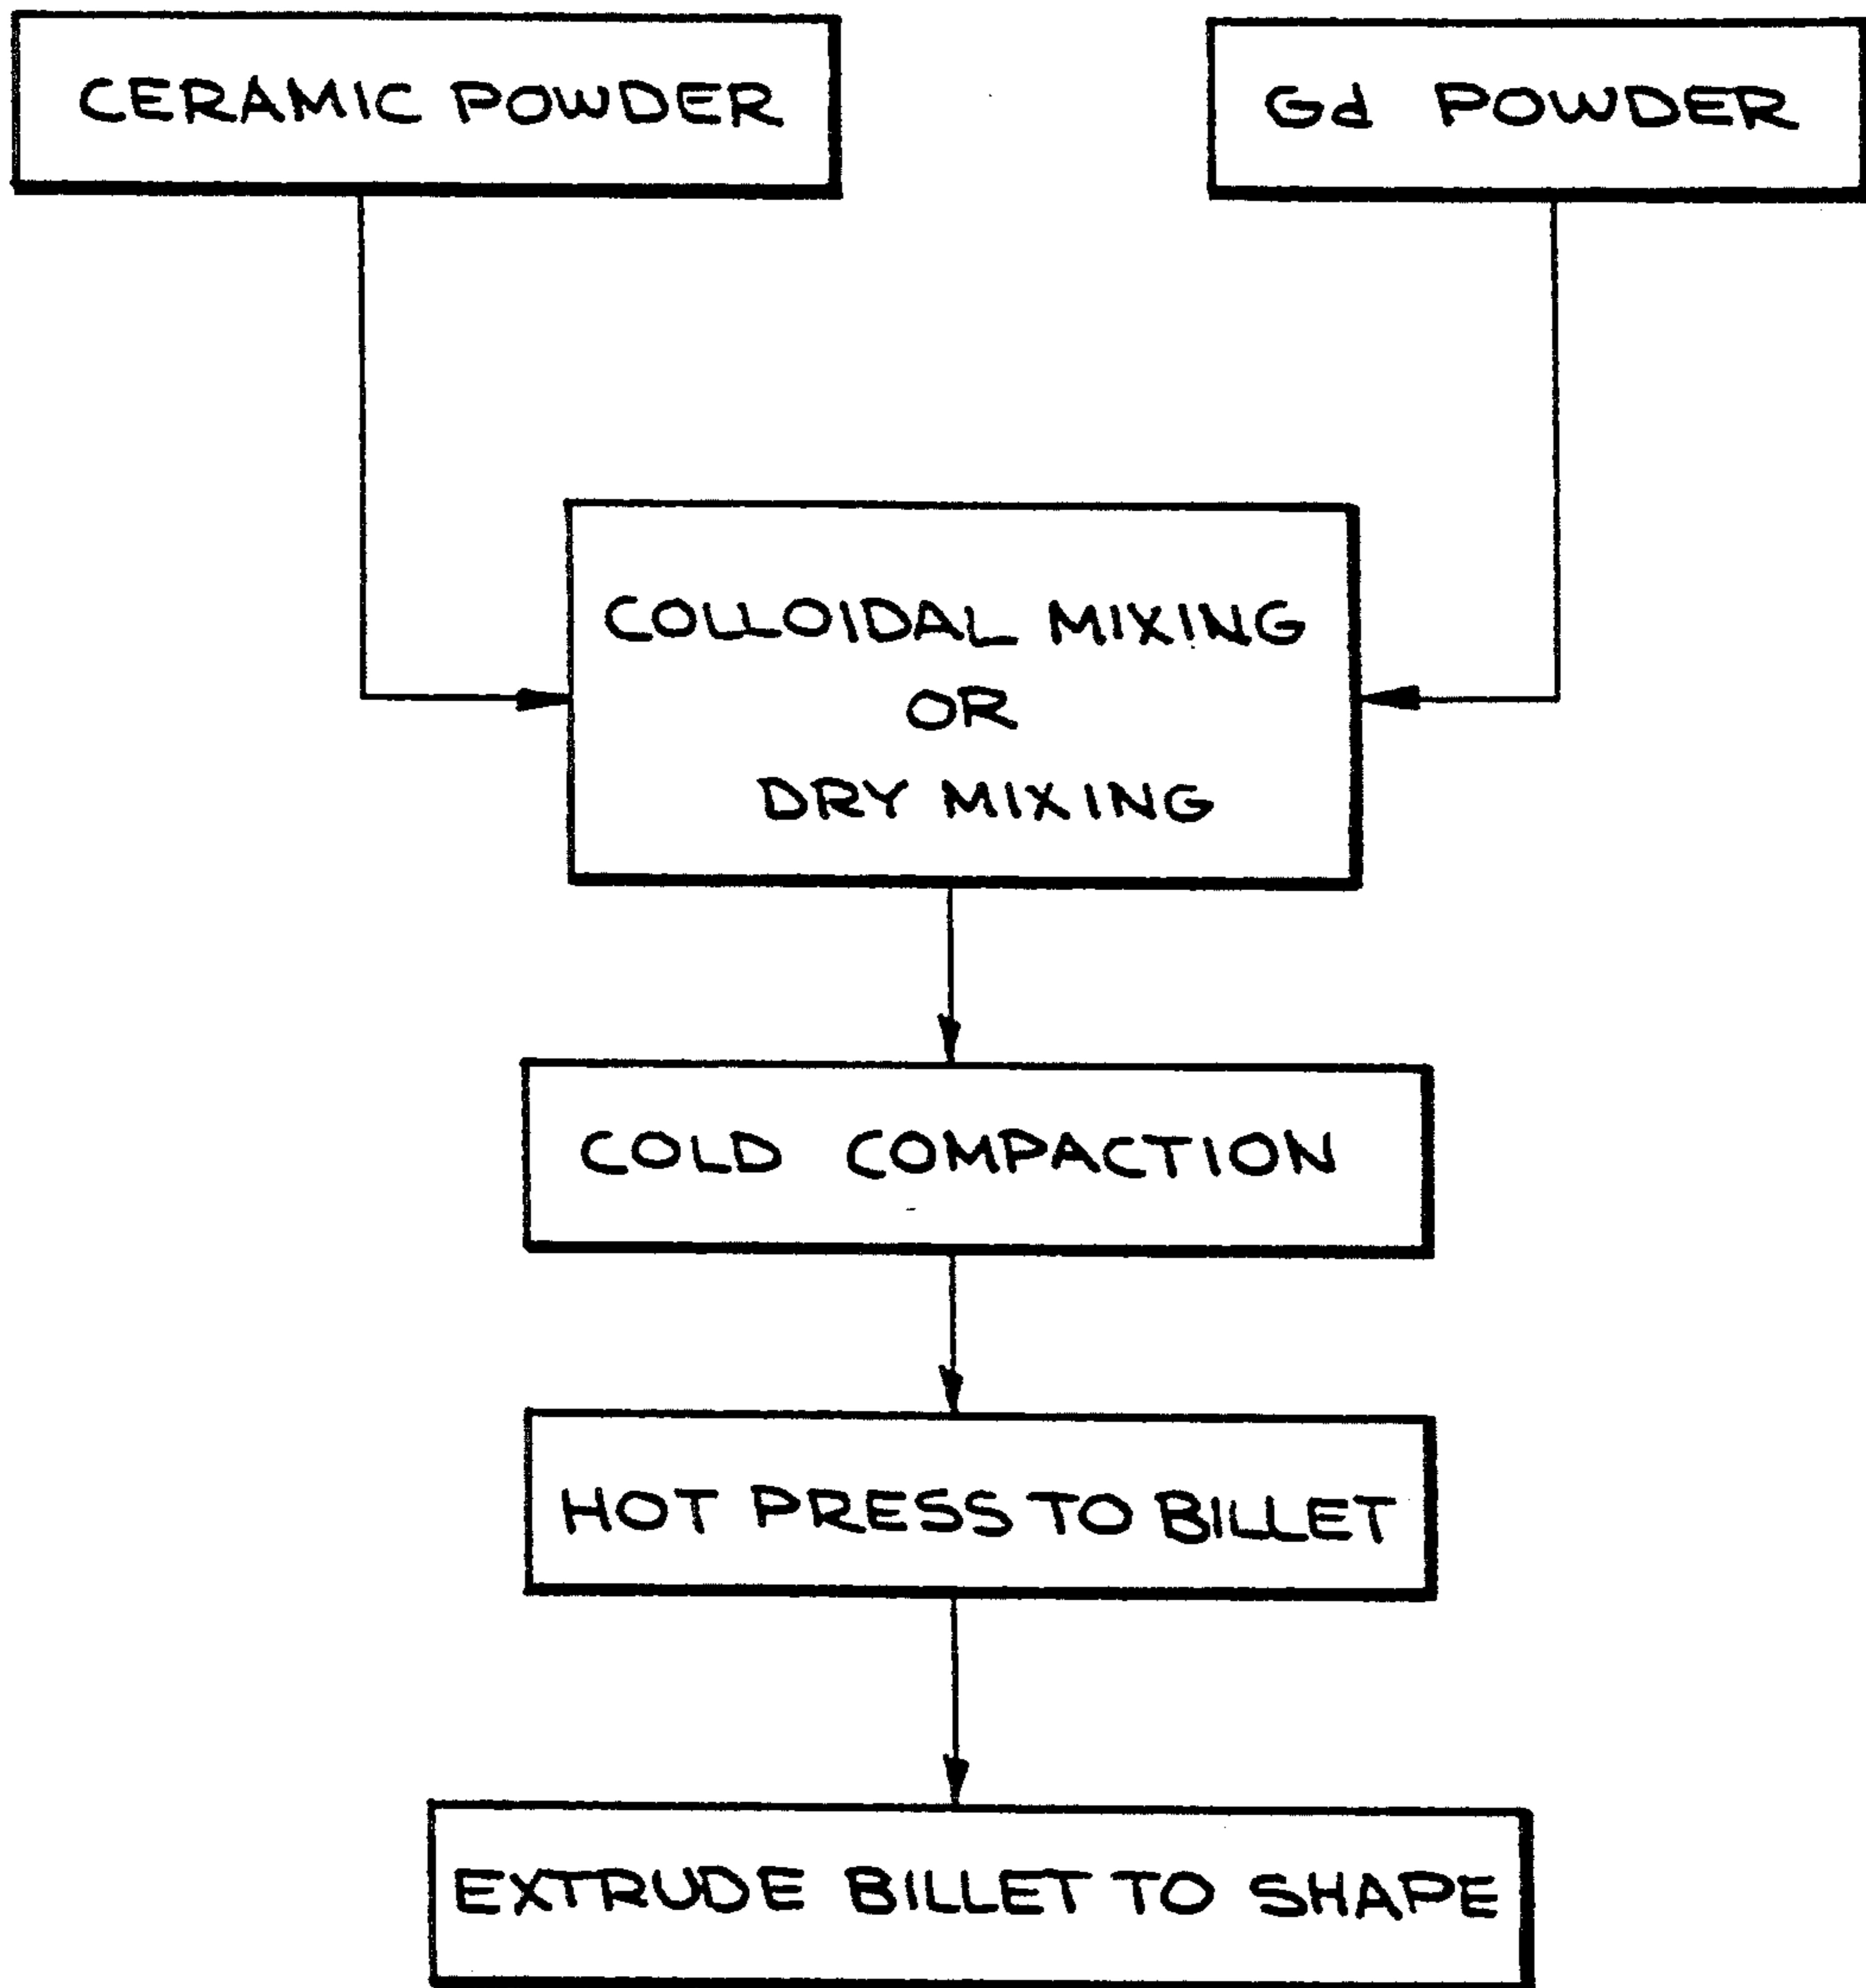 CERAMIC POWDER
Gd POWDER
COLLOIDAL MIXING
OR
DRY MIXING
COLD COMPACTION
HOT PRESS TO BILLET
EXTRUDE BILLET TO SHAPE